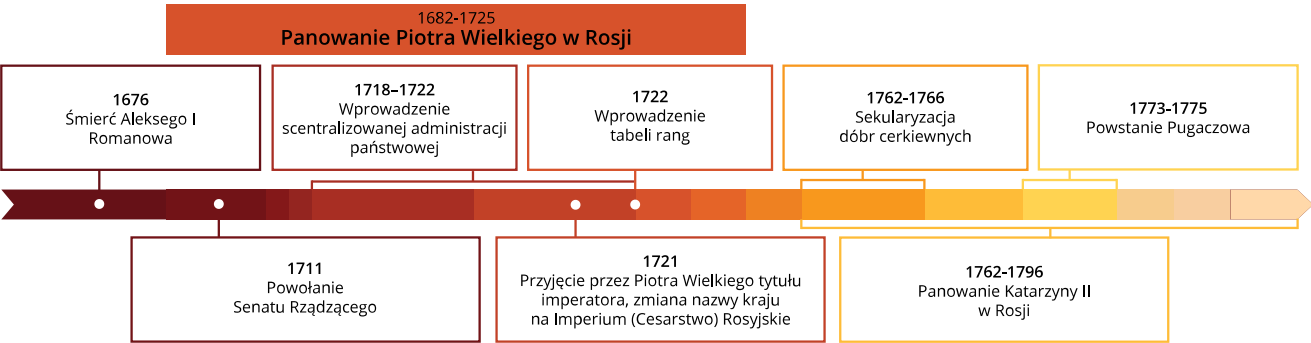 1682-1725
Panowanie Piotra Wielkiego w Rosji
1676
Śmierć Aleksego I
Romanowa
1718–1722
Wprowadzenie
scentralizowanej administracji
państwowej
1722
Wprowadzenie
tabeli rang
1762-1766
Sekularyzacja
dóbr cerkiewnych
1773-1775
Powstanie Pugaczowa
1711
Powołanie
Senatu Rządzącego
1721
Przyjęcie przez Piotra Wielkiego tytułu
imperatora, zmiana nazwy kraju
na Imperium (Cesarstwo) Rosyjskie
1762-1796
Panowanie Katarzyny II
w Rosji